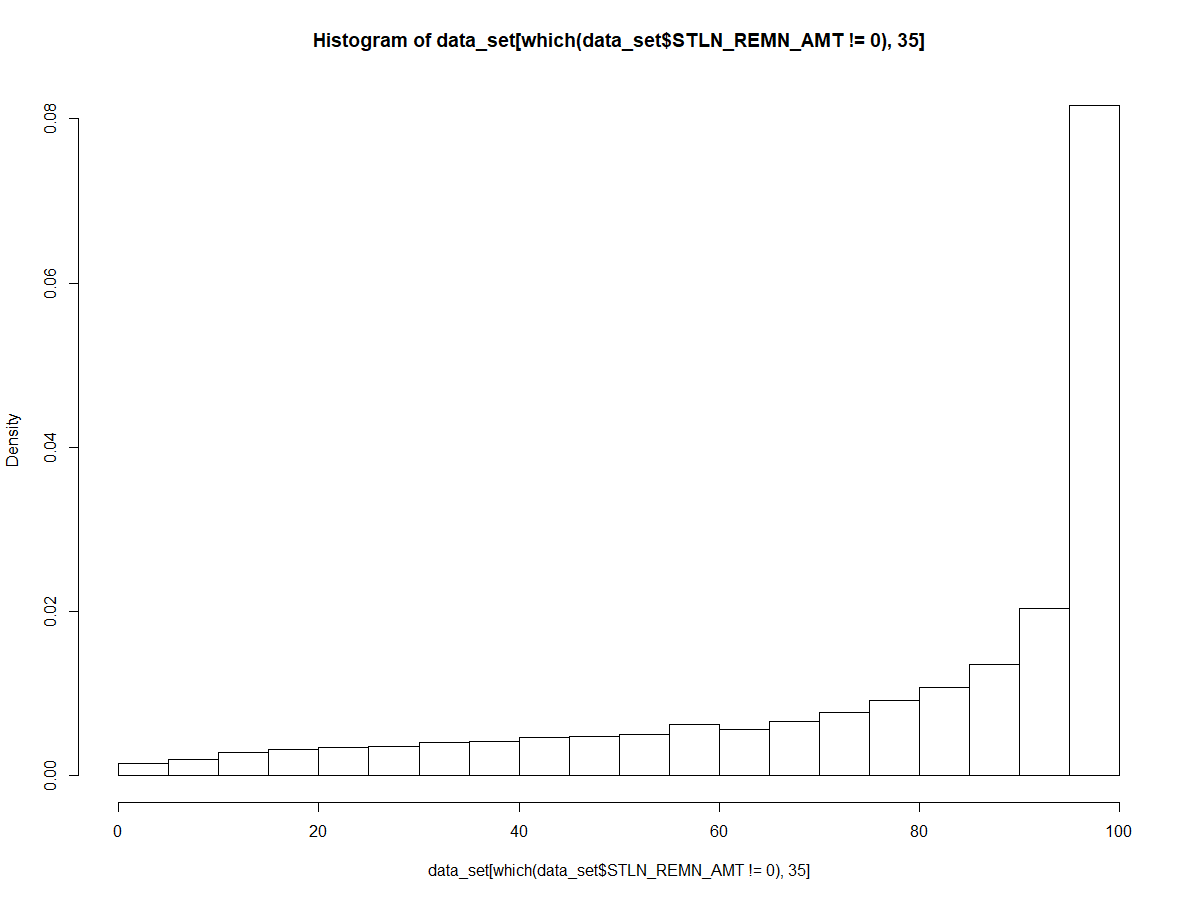 Histogram of data_set[which(data_set$STLN_REMN_AMT != 0), 35]
0.08
0.06
0.04
0.02
0.00
Density
0 20 40 60 80 100
data_set[which(data_set$STLN_REMN_AMT != 0), 35]